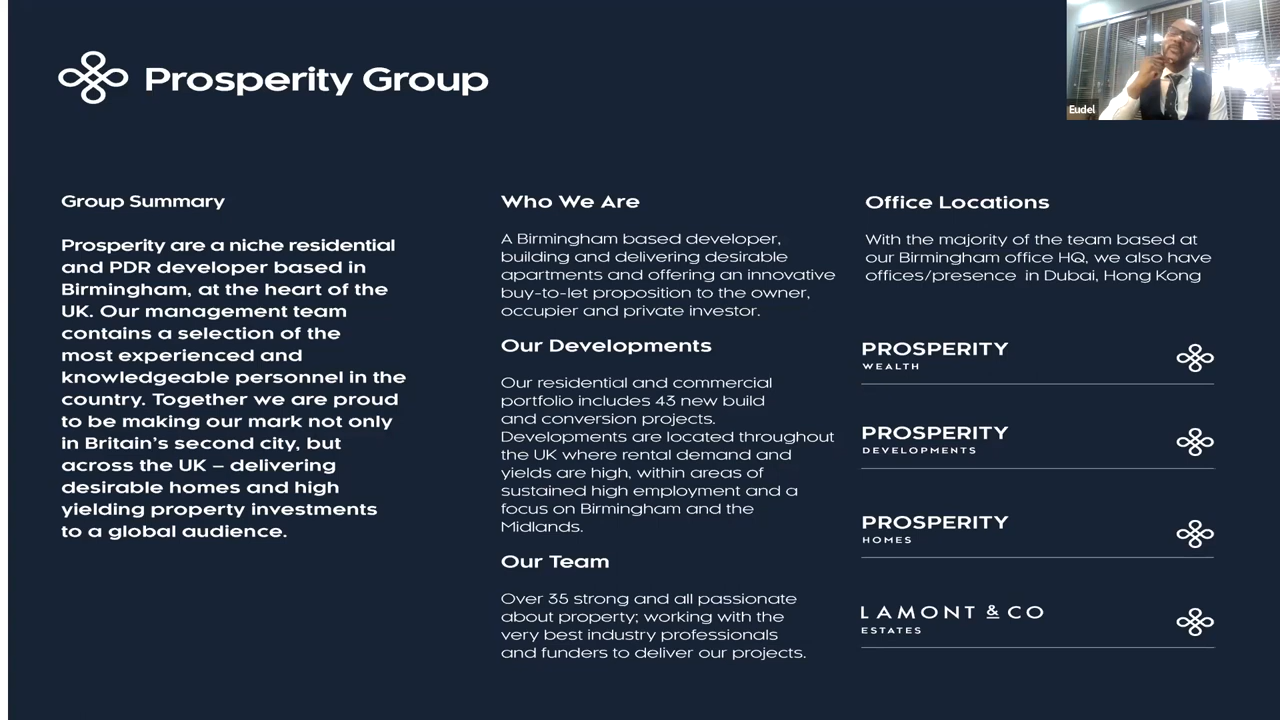 Prosperity Group
Eudel
Group Summary
Prosperity are a niche residential
and PDR developer based in
Birmingham, at the heart of the
UK. Our management team
contains a selection of the
most experienced and
knowledgeable personnel in the
country. Together we are proud
to be making our mark not only
in Britain's second city, but
across the UK – delivering
desirable homes and high
yielding property investments
to a global audience.
Who We Are
A Birmingham based developer,
building and delivering desirable
apartments and offering an innovative
buy-to-let proposition to the owner,
occupier and private investor.
Our Developments
Our residential and commercial
portfolio includes 43 new build
and conversion projects.
Developments are located throughout
the UK where rental demand and
yields are high, within areas of
sustained high employment and a
focus on Birmingham and the
Midlands.
Our Team
Over 35 strong and all passionate
about property; working with the
very best industry professionals
and funders to deliver our projects.
Office Locations
With the majority of the team based at
our Birmingham office HQ, we also have
offices/presence in Dubai, Hong Kong
PROSPERITY
WEALTH
PROSPERITY
DEVELOPMENTS
PROSPERITY
HOMES
LAMONT & CO
ESTATES